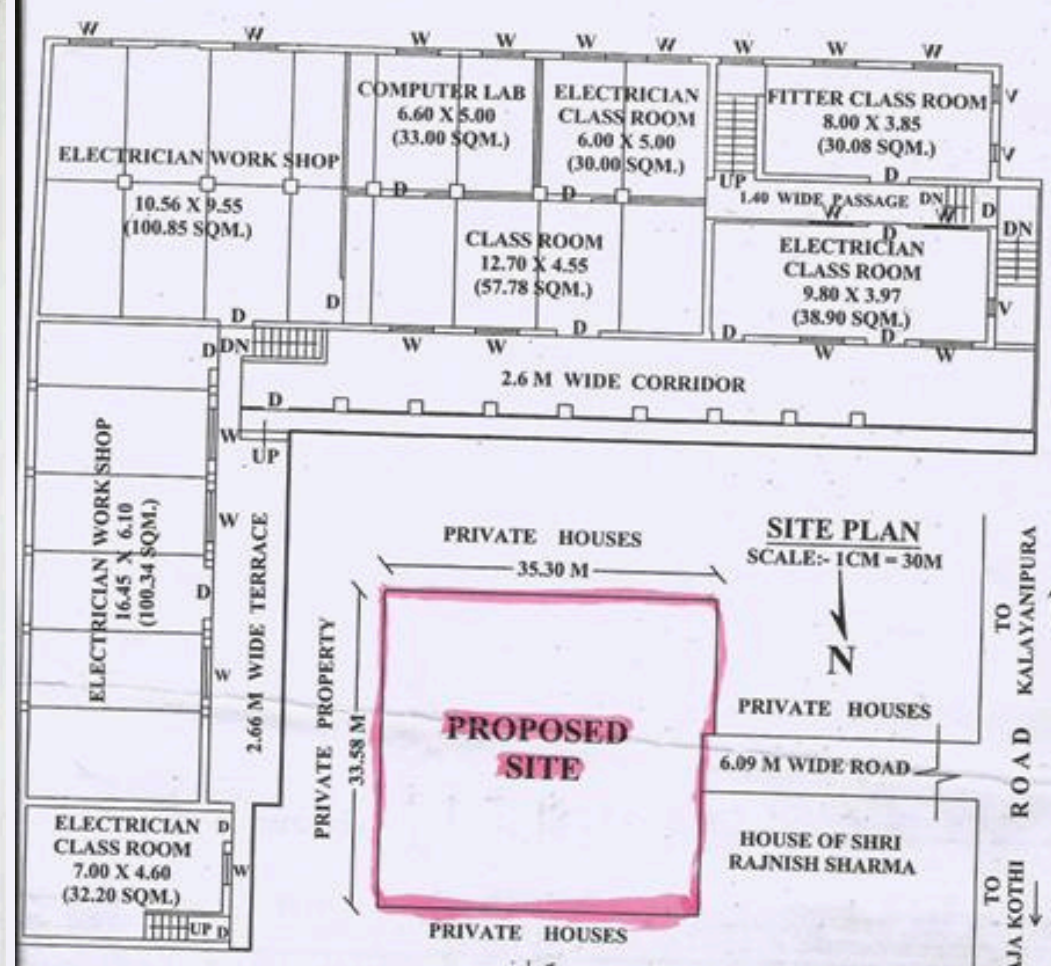 W W W W W W W W W
COMPUTER LAB
6.60 X 5.00
(33.00 SQM.)
ELECTRICIAN
CLASS ROOM
6.00 X 5.00
(30.00 SQM.)
FITTER CLASS ROOM
8.00 X 3.85
(30.08 SQM.)
V
V
ELECTRICIAN WORK SHOP
10.56 X 9.55
(100.85 SQM.)
D
D
UP
D
1.40 WIDE PASSAGE
DN
D
DN
W W
D
CLASS ROOM
12.70 X 4.55
(57.78 SQM.)
ELECTRICIAN
CLASS ROOM
9.80 X 3.97
(38.90 SQM.)
V
D
D
D
D
D
W W
W W
D
DN
2.6 M WIDE CORRIDOR
D
W
UP
ELECTRICIAN WORK SHOP
16.45 X 6.10
(100.34 SQM.)
W
D
W
2.66 M WIDE TERRACE
PRIVATE HOUSES
35.30 M
SITE PLAN
SCALE:- 1CM = 30M
N
PRIVATE PROPERTY
33.58 M
PROPOSED
SITE
PRIVATE HOUSES
6.09 M WIDE ROAD
HOUSE OF SHRI
RAJNISH SHARMA
PRIVATE HOUSES
TO
KALAYANIPURA
ROAD
TO
AJA KOTHI
ELECTRICIAN
CLASS ROOM
7.00 X 4.60
(32.20 SQM.)
D
W
UP
D